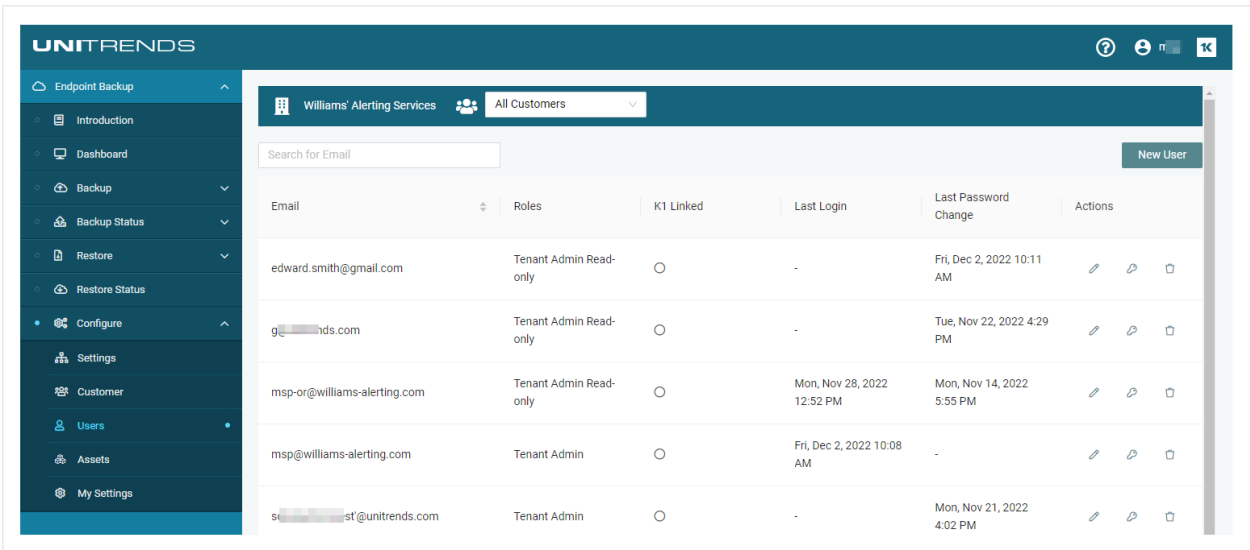 UNITRENDS
Endpoint Backup
Introduction
Dashboard
Backup
Backup Status
Restore
Restore Status
Configure
Settings
Customer
Users
Assets
My Settings
Williams' Alerting Services All Customers
Search for Email New User
Email Roles K1 Linked Last Login Last Password
Change Actions
edward.smith@gmail.com Tenant Admin Read-
only - Fri, Dec 2, 2022 10:11
AM
nds.com Tenant Admin Read-
only - Tue, Nov 22, 2022 4:29
PM
msp-or@williams-alerting.com Tenant Admin Read-
only Mon, Nov 28, 2022
12:52 PM Mon, Nov 14, 2022
5:55 PM
msp@williams-alerting.com Tenant Admin Fri, Dec 2, 2022 10:08
AM -
st'@unitrends.com Tenant Admin - Mon, Nov 21, 2022
4:02 PM